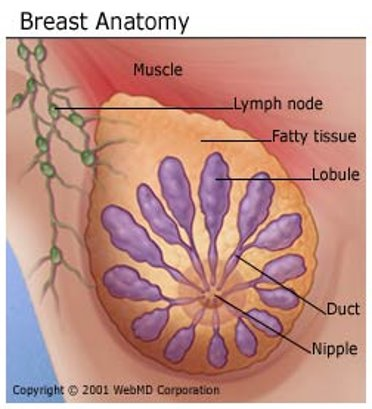 Breast Anatomy
Muscle
Lymph node
Fatty tissue
Lobule
Duct
Nipple
Copyright © 2001 WebMD Corporation